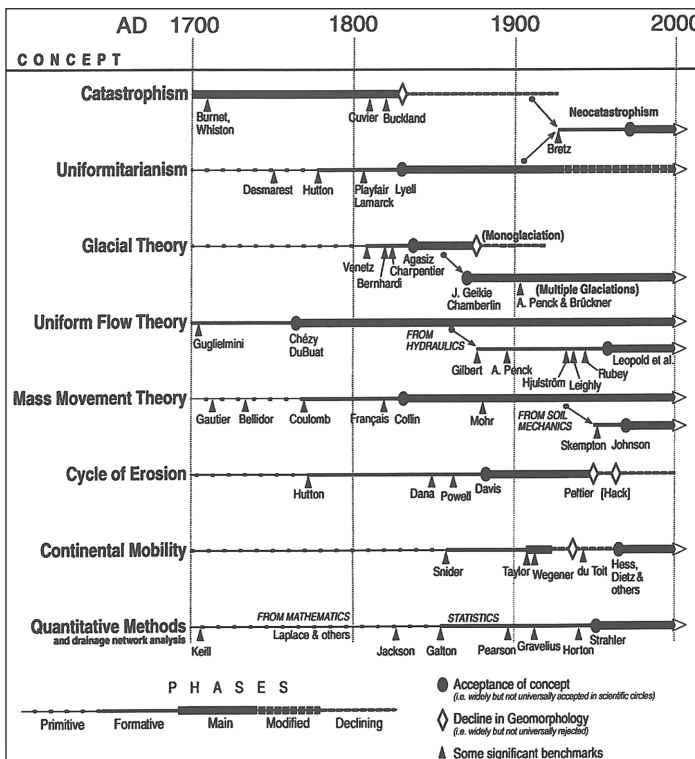 AD 1700 1800 1900 2000
CONCEPT
Catastrophism
Burnet,
Whiston
Cuvier
Buckland
Neocatastrophism
Bretz
Uniformitarianism
Desmarest
Hutton
Playfair
Lamarck
Lyell
Glacial Theory
(Monoglaciation)
Venetz
Bernhardi
Agasiz
Charpentier
J. Geikie
Chamberlin
(Multiple Glaciations)
A. Penck & Brückner
Uniform Flow Theory
Guglielmini
Chézy
DuBuat
FROM
HYDRAULICS
Gilbert
A. Penck
Hjulström
Leighly
Rubey
Leopold et al.
Mass Movement Theory
Gautier
Bellidor
Coulomb
Français
Collin
Mohr
FROM SOIL
MECHANICS
Skempton
Johnson
Cycle of Erosion
Hutton
Dana
Powell
Davis
Peltier
[Hack]
Continental Mobility
Snider
Taylor
Wegener
du Toit
Hess,
Dietz &
others
Quantitative Methods
and drainage network analysis
FROM MATHEMATICS
Laplace & others
STATISTICS
Keill
Jackson
Galton
Pearson
Gravelius
Horton
Strahler
PHASES
Primitive
Formative
Main
Modified
Declining
Acceptance of concept
(i.e. widely but not universally accepted in scientific circles)
Decline in Geomorphology
(i.e. widely but not universally rejected)
Some significant benchmarks